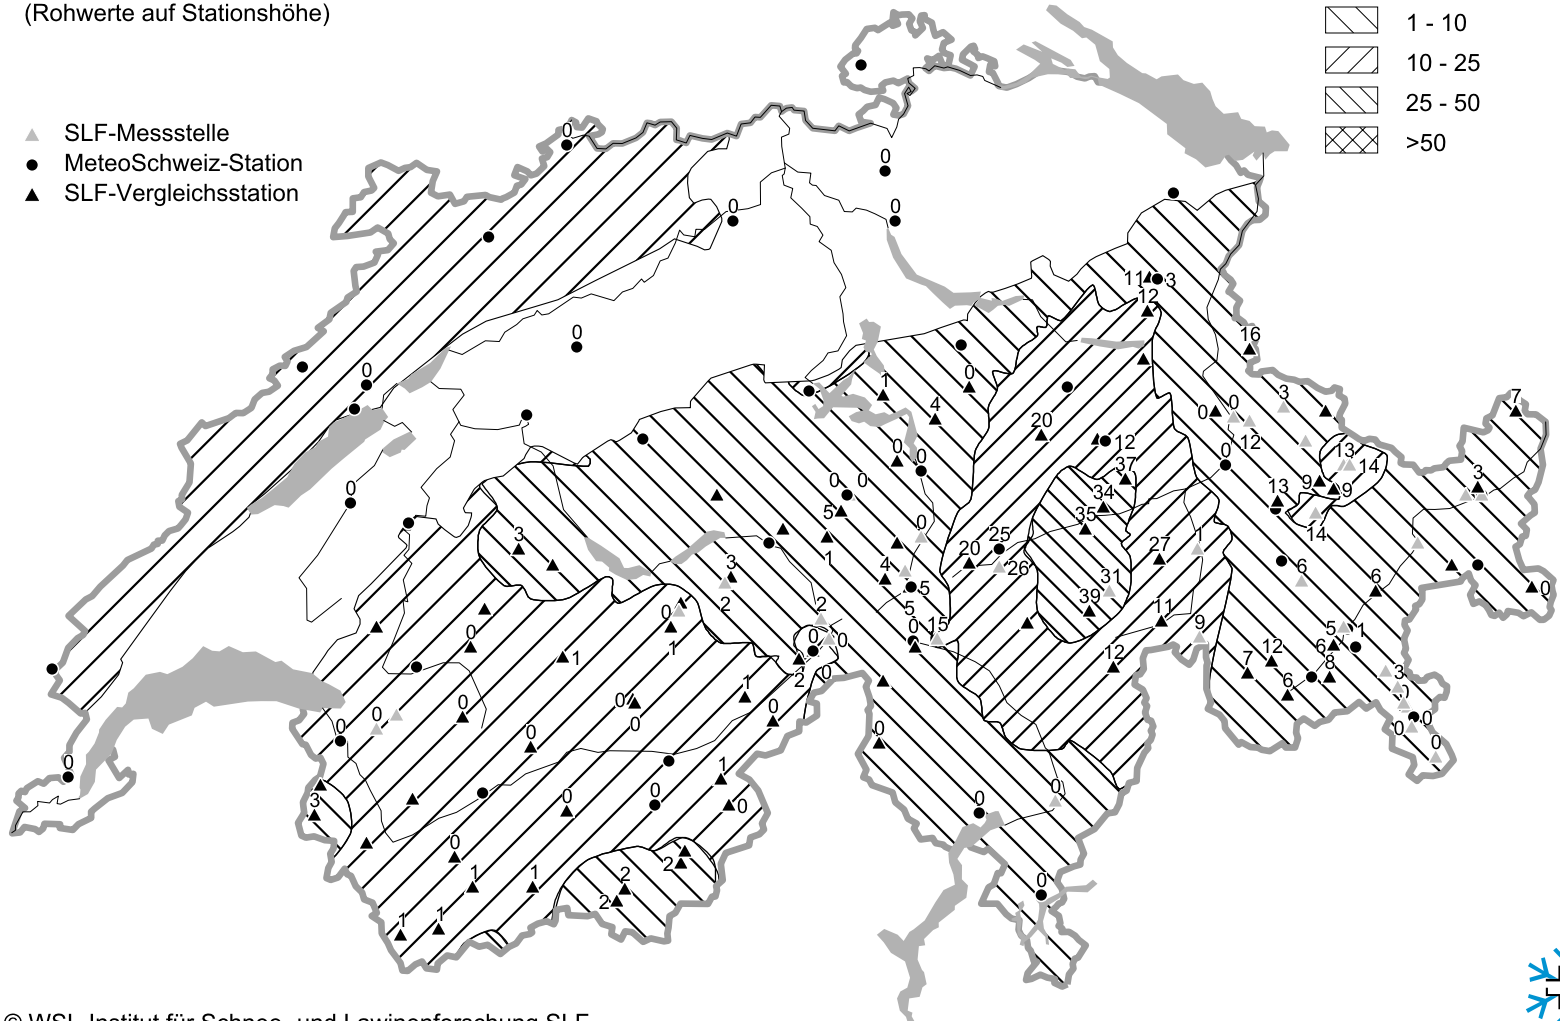 (Rohwerte auf Stationshöhe)
1 - 10
10 - 25
25 - 50
>50
SLF-Messstelle
MeteoSchweiz-Station
SLF-Vergleichsstation
0
0
0 0
11 3
12
16
0
0
1 0 3 7
4 0 0
20 12 12
37
0 0 0 13 14
0 0 34 13 9 9 3
0 5 35 14
3 0 1
25 27
20 26 1
3 4 5 31 6 6 0
2 5 39
0 2 0 15 11 9 5 1
0 1 0 0 12 6
1 2 0 7 12 8
6 3
0 0 0 1 0
0 0 0 0 0 0
0 0 0
0 1
3 0 0 0 0 0
0 2
1 1 2 0
2
1 1
© WSL-Institut für Schnee- und Lawinenforschung SLF